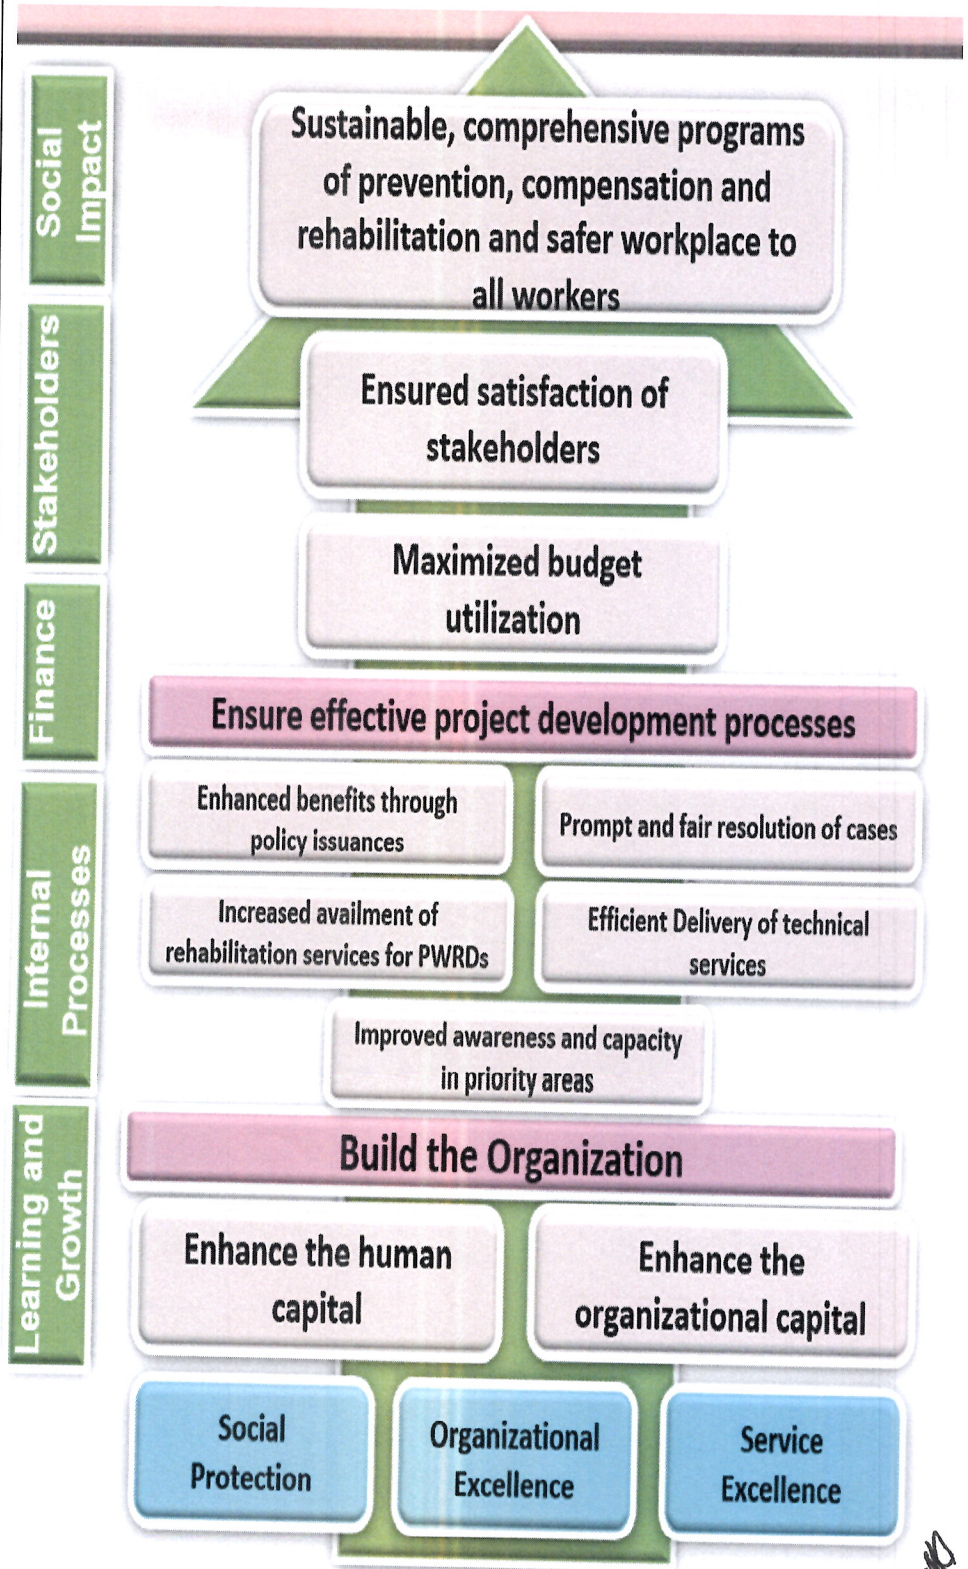 Social
Impact
Sustainable, comprehensive programs
of prevention, compensation and
rehabilitation and safer workplace to
all workers
Stakeholders
Ensured satisfaction of
stakeholders
Finance
Maximized budget
utilization
Internal
Processes
Ensure effective project development processes
Enhanced benefits through
policy issuances
Prompt and fair resolution of cases
Increased availment of
rehabilitation services for PWRDs
Efficient Delivery of technical
services
Improved awareness and capacity
in priority areas
Learning and
Growth
Build the Organization
Enhance the human
capital
Enhance the
organizational capital
Social
Protection
Organizational
Excellence
Service
Excellence